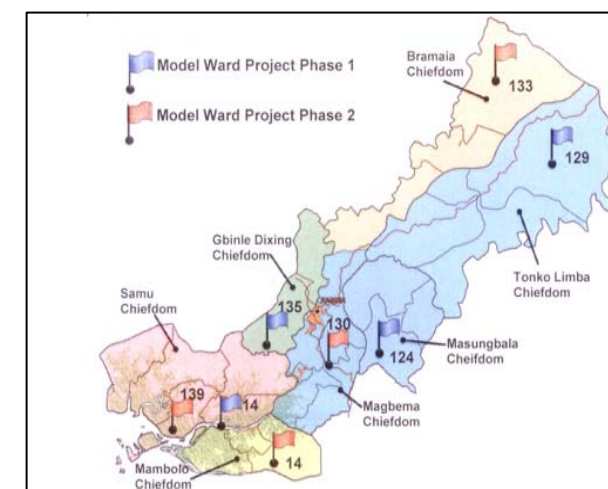 Model Ward Project Phase 1
Model Ward Project Phase 2
Bramaia
Chiefdom
133
129
Gbinle Dixing
Chiefdom
Tonko Limba
Chiefdom
Samu
Chiefdom
135
130
124
Masungbala
Cheifdom
139
14
Magbema
Chiefdom
14
Mambolo
Chiefdom